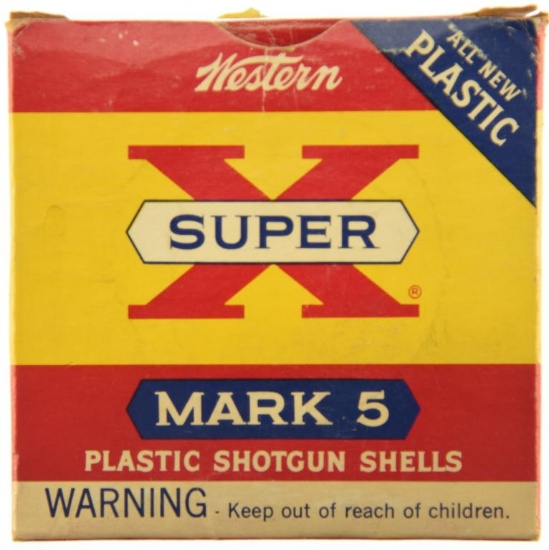 Western
"ALL NEW"
PLASTIC
X
SUPER
®
MARK 5
PLASTIC SHOTGUN SHELLS
WARNING - Keep out of reach of children.